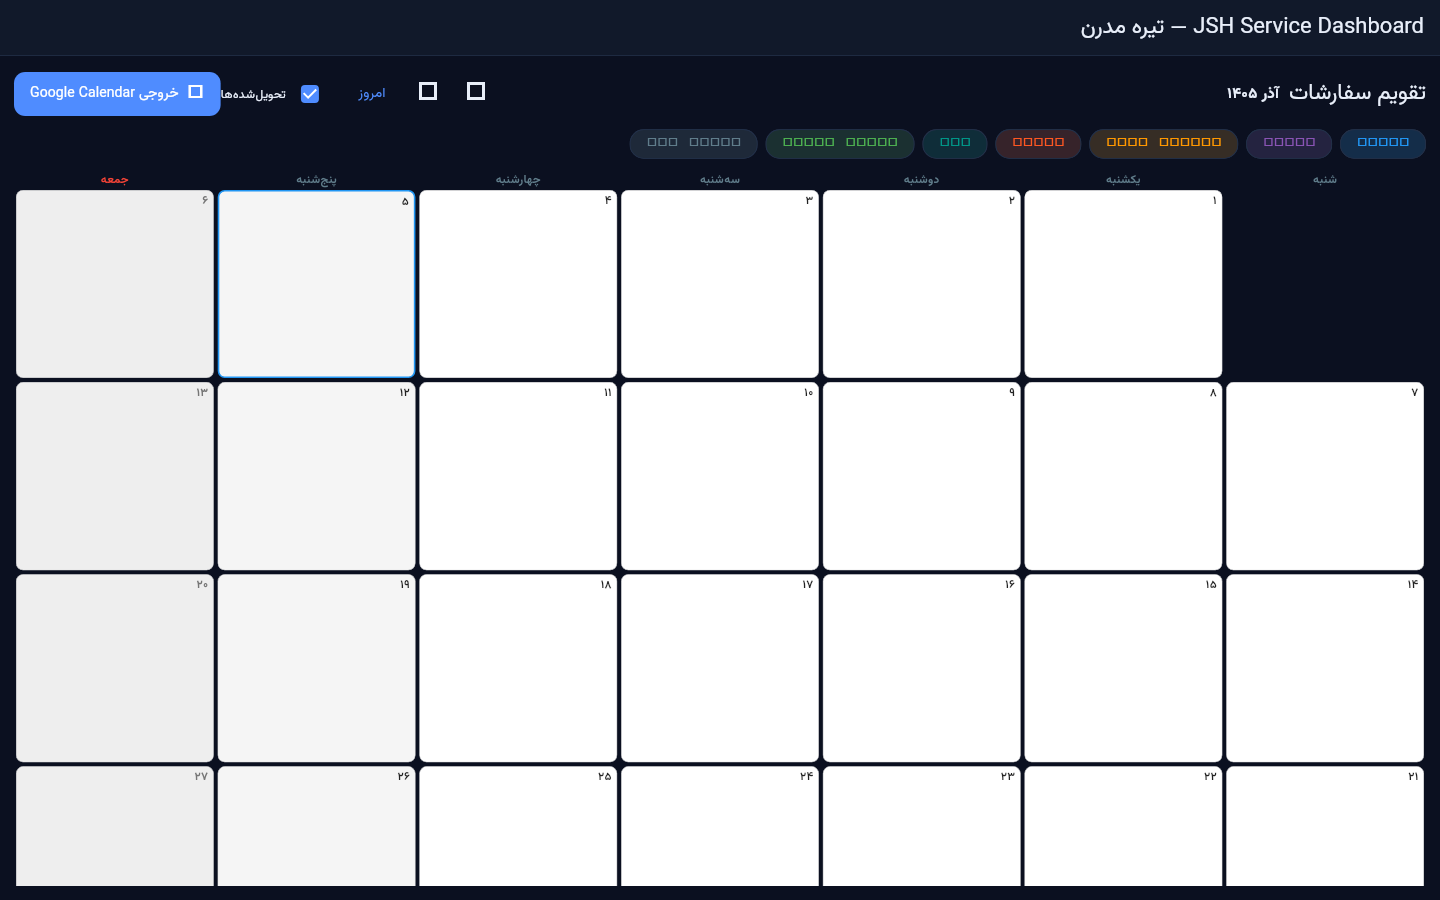 JSH Service Dashboard — تیره مدرن
تقویم سفارشات آذر ۱۴۰۵
امروز تحویل‌شده‌ها خروجی Google Calendar
شنبه یکشنبه دوشنبه سه‌شنبه چهارشنبه پنج‌شنبه جمعه
۱ ۲ ۳ ۴ ۵ ۶
۷ ۸ ۹ ۱۰ ۱۱ ۱۲ ۱۳
۱۴ ۱۵ ۱۶ ۱۷ ۱۸ ۱۹ ۲۰
۲۱ ۲۲ ۲۳ ۲۴ ۲۵ ۲۶ ۲۷